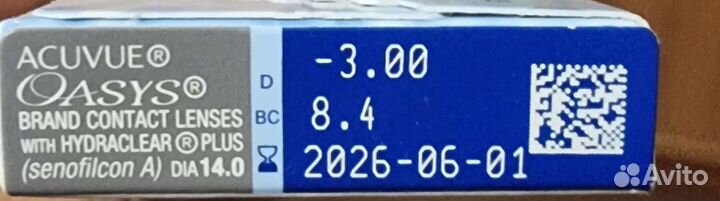 ACUVUE®
OASYS®
BRAND CONTACT LENSES
WITH HYDRACLEAR® PLUS
(senofilcon A) DIA14.0
D -3.00
BC 8.4
2026-06-01
Avito